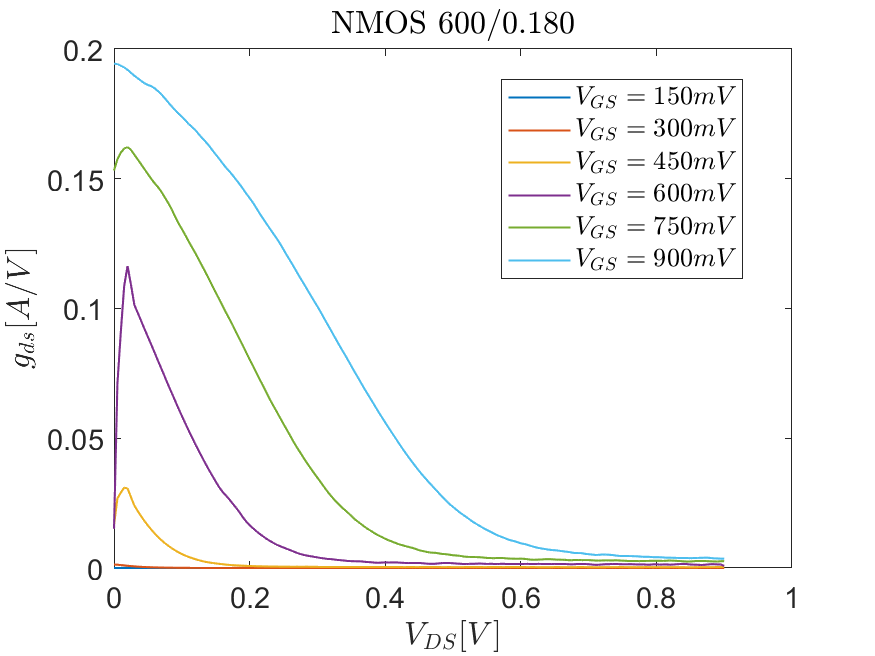 NMOS 600/0.180
0.2
0.15
0.1
0.05
0
g_{ds}[A/V]
V_{GS} = 150mV
V_{GS} = 300mV
V_{GS} = 450mV
V_{GS} = 600mV
V_{GS} = 750mV
V_{GS} = 900mV
0 0.2 0.4 0.6 0.8 1
V_{DS}[V]